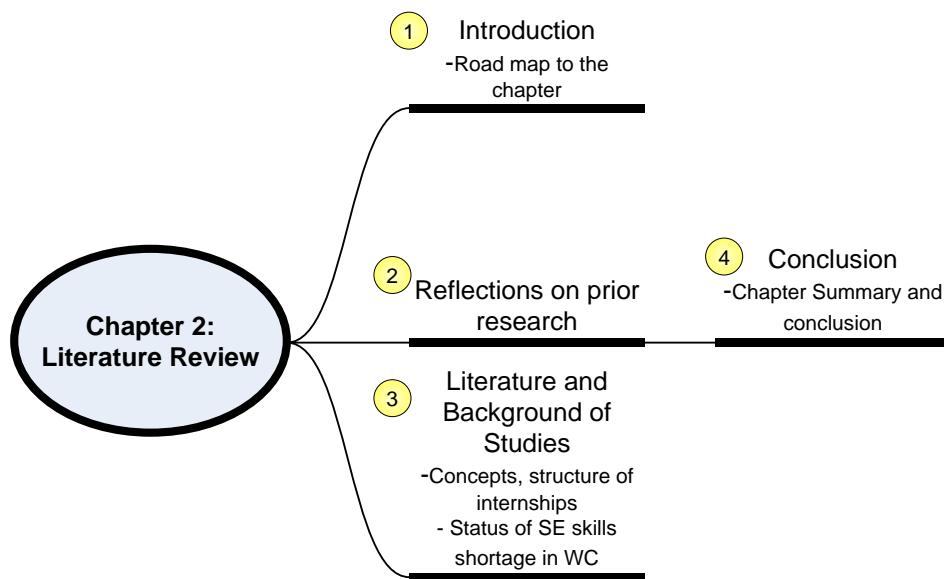 1
Introduction
-Road map to the
chapter
2
Reflections on prior
research
4
Conclusion
-Chapter Summary and
conclusion
Chapter 2:
Literature Review
3
Literature and
Background of
Studies
-Concepts, structure of
internships
- Status of SE skills
shortage in WC